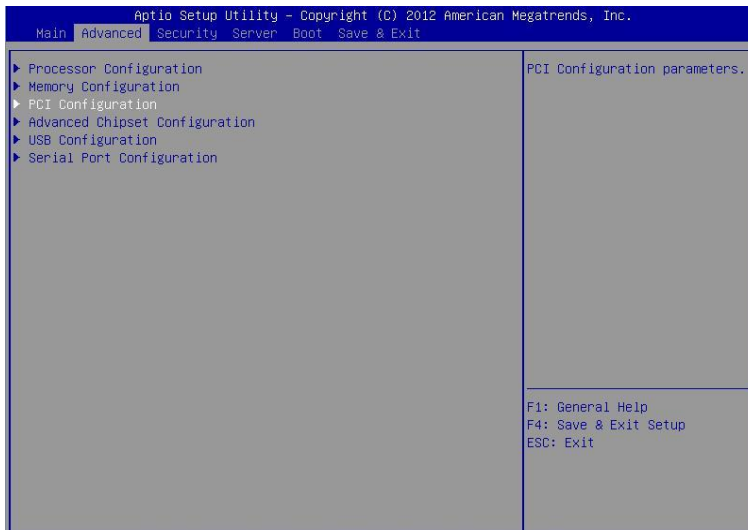 Aptio Setup Utility – Copyright (C) 2012 American Megatrends, Inc.
Main Advanced Security Server Boot Save & Exit
Processor Configuration
Memory Configuration
PCI Configuration
Advanced Chipset Configuration
USB Configuration
Serial Port Configuration
PCI Configuration parameters.
F1: General Help
F4: Save & Exit Setup
ESC: Exit